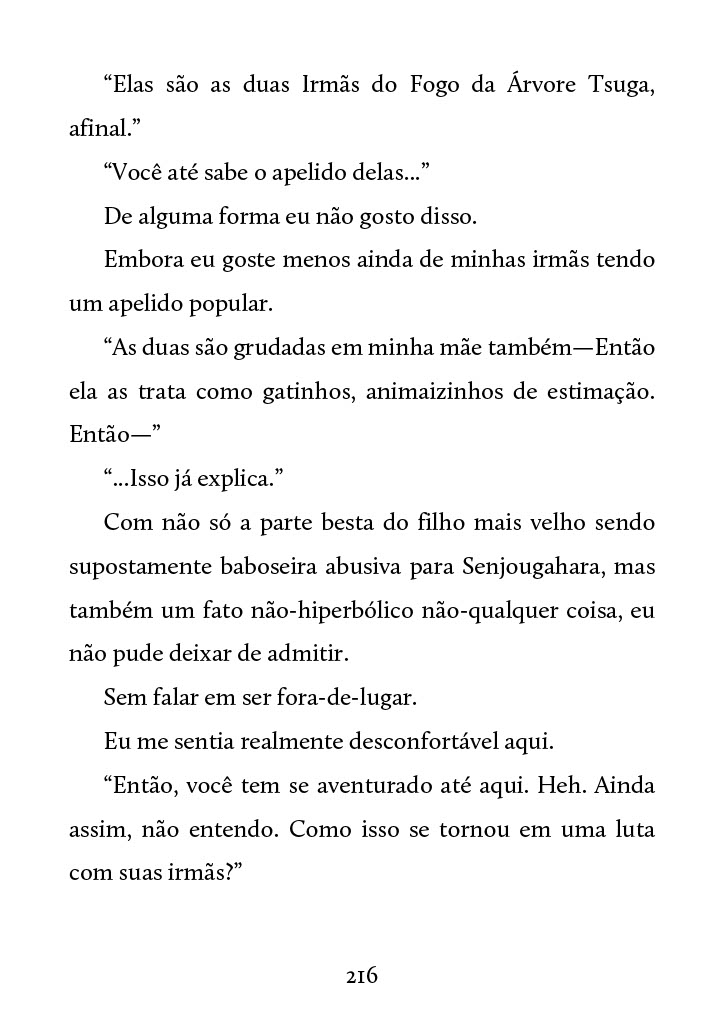 “Elas são as duas Irmãs do Fogo da Árvore Tsuga,
afinal.”
“Você até sabe o apelido delas...”
De alguma forma eu não gosto disso.
Embora eu goste menos ainda de minhas irmãs tendo
um apelido popular.
“As duas são grudadas em minha mãe também—Então
ela as trata como gatinhos, animaizinhos de estimação.
Então—”
“...Isso já explica.”
Com não só a parte besta do filho mais velho sendo
supostamente baboseira abusiva para Senjougahara, mas
também um fato não-hiperbólico não-qualquer coisa, eu
não pude deixar de admitir.
Sem falar em ser fora-de-lugar.
Eu me sentia realmente desconfortável aqui.
“Então, você tem se aventurado até aqui. Heh. Ainda
assim, não entendo. Como isso se tornou em uma luta
com suas irmãs?”
216